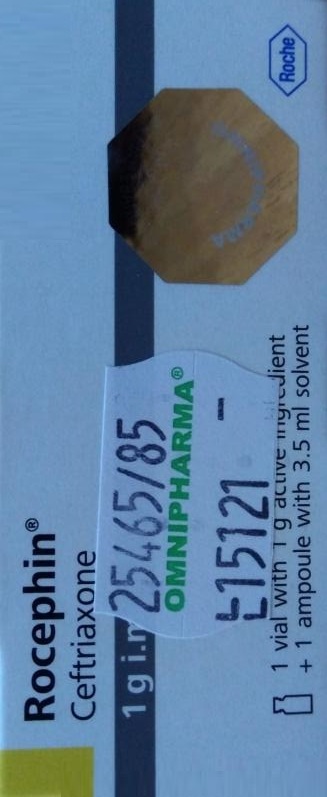 Rocephin®
Ceftriaxone
1 g i.m
25465/85
OMNIPHARMA®
E15121 -
1 vial with 1 g active ingredient
+ 1 ampoule with 3.5 ml solvent
Roche